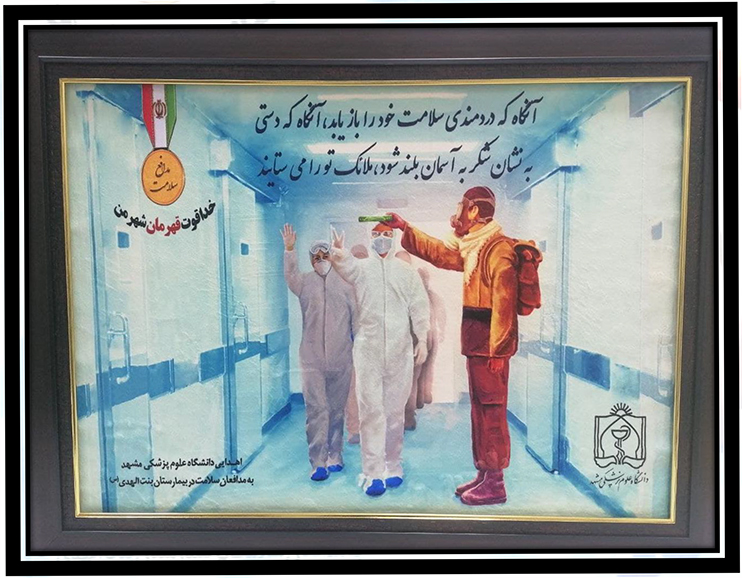 آنگاه که دردمندی سلامت خود را باز یابد، آنگاه که دستی
به نشان شکر به آسمان بلند شود، ملائک تو را می ستایند
مدافع
سلامت
خداقوت قهرمان شهر من
اهدایی دانشگاه علوم پزشکی مشهد
به مدافعان سلامت در بیمارستان بنت الهدی (س)
دانشگاه علوم پزشکی مشهد